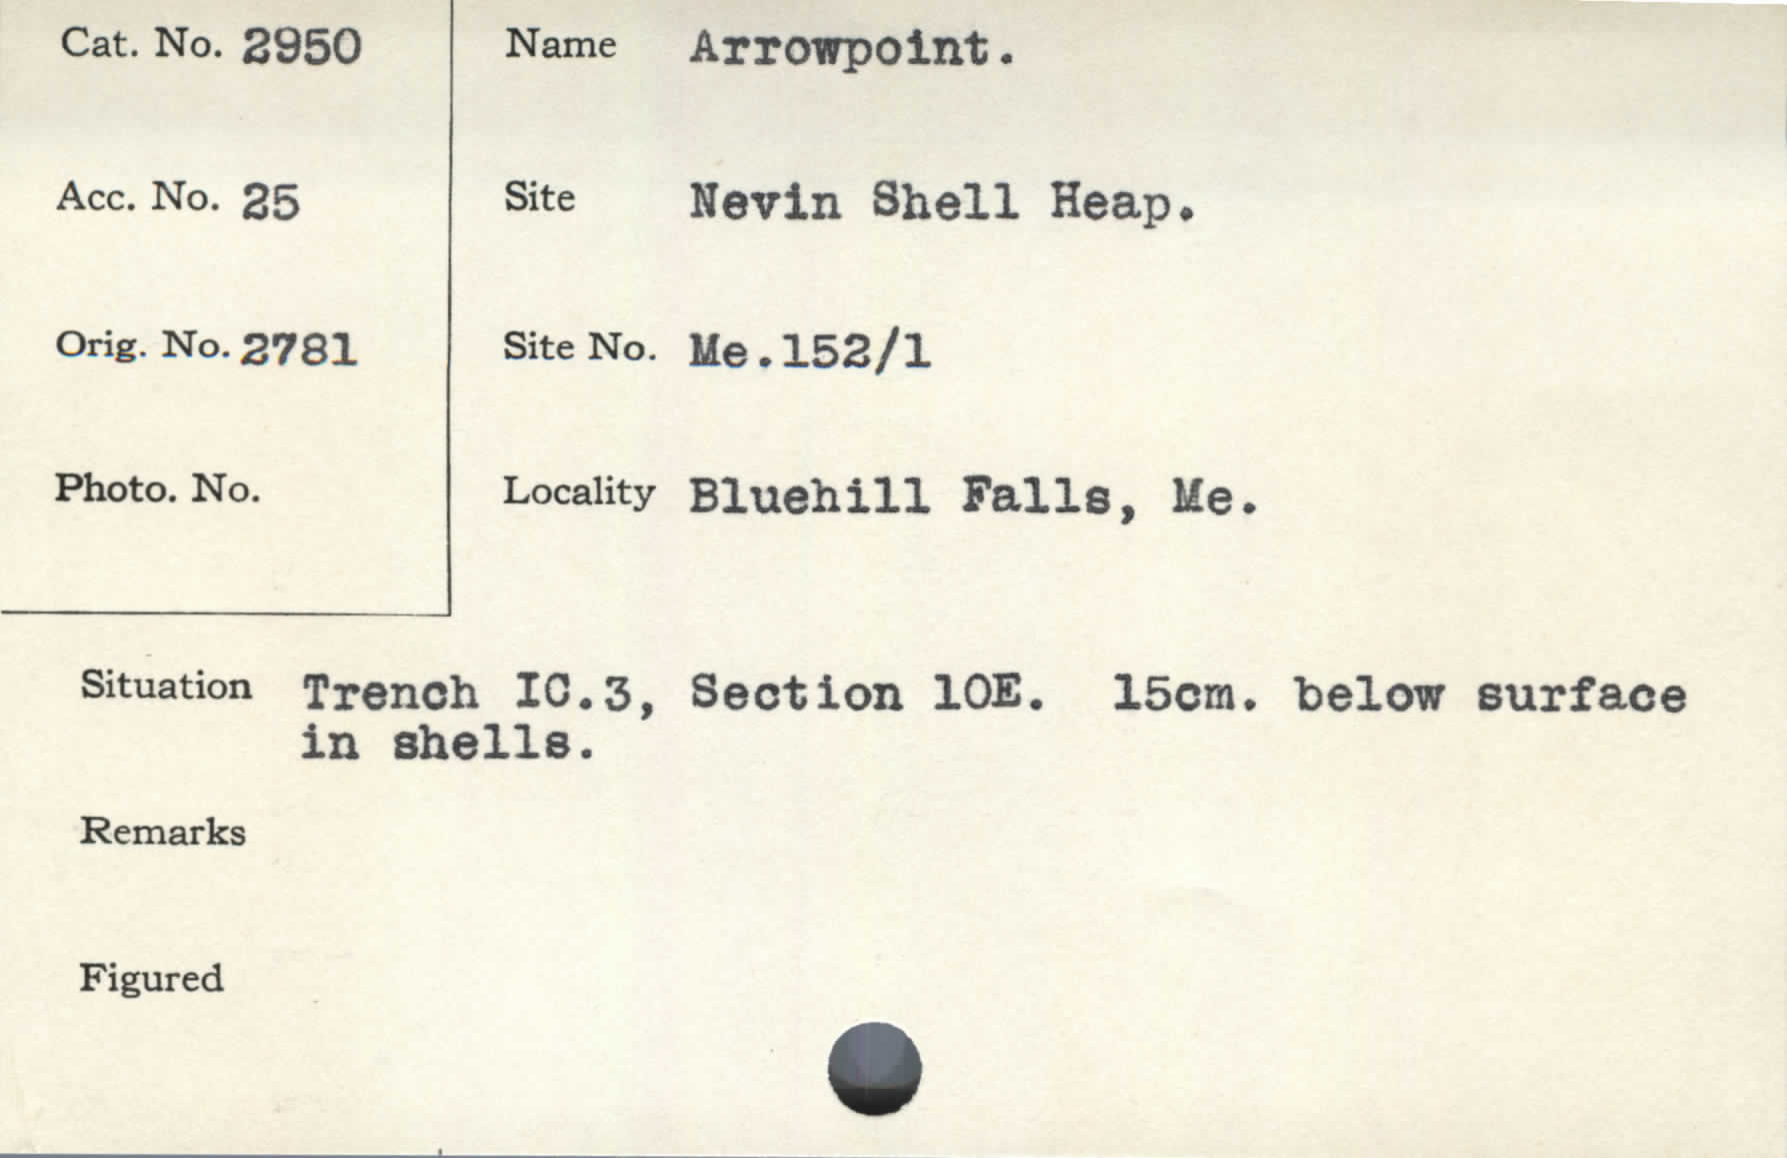 Cat. No. 2950
Name Arrowpoint.
Acc. No. 25
Site Nevin Shell Heap.
Orig. No. 2781
Site No. Me.152/1
Photo. No.
Locality Bluehill Falls, Me.
Situation Trench IC.3, Section 10E. 15cm. below surface
in shells.
Remarks
Figured